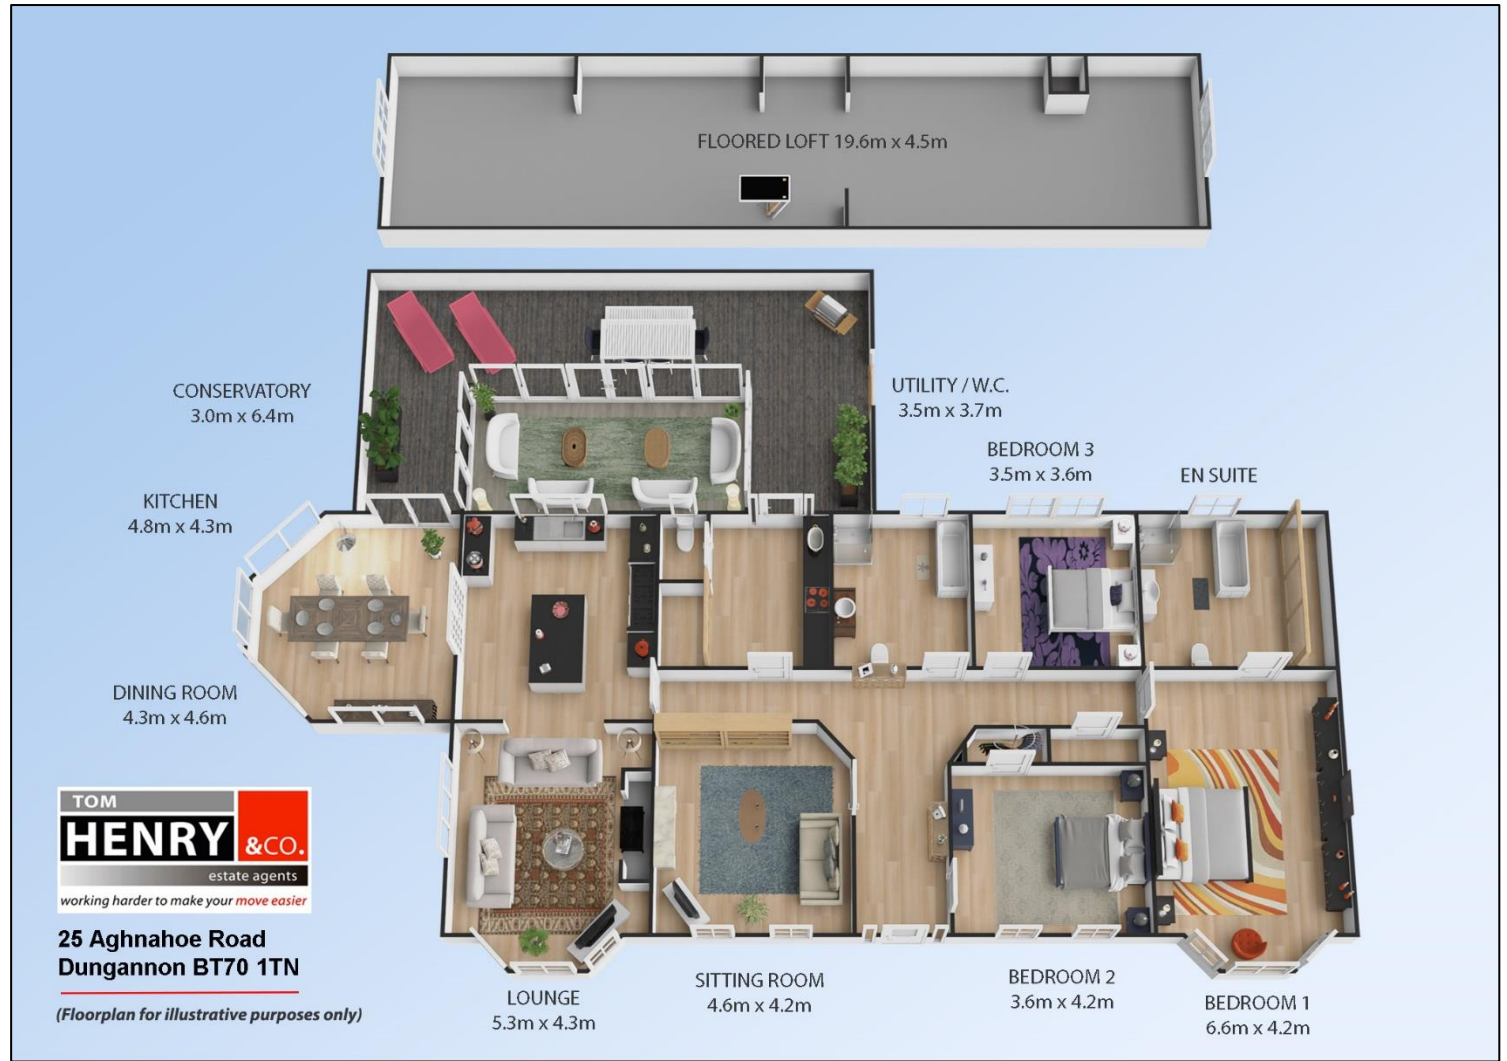 FLOORED LOFT 19.6m x 4.5m
CONSERVATORY
3.0m x 6.4m
UTILITY / W.C.
3.5m x 3.7m
BEDROOM 3
3.5m x 3.6m
EN SUITE
KITCHEN
4.8m x 4.3m
DINING ROOM
4.3m x 4.6m
TOM
HENRY &CO.
estate agents
working harder to make your move easier
25 Aghnahoe Road
Dungannon BT70 1TN
(Floorplan for illustrative purposes only)
LOUNGE
5.3m x 4.3m
SITTING ROOM
4.6m x 4.2m
BEDROOM 2
3.6m x 4.2m
BEDROOM 1
6.6m x 4.2m